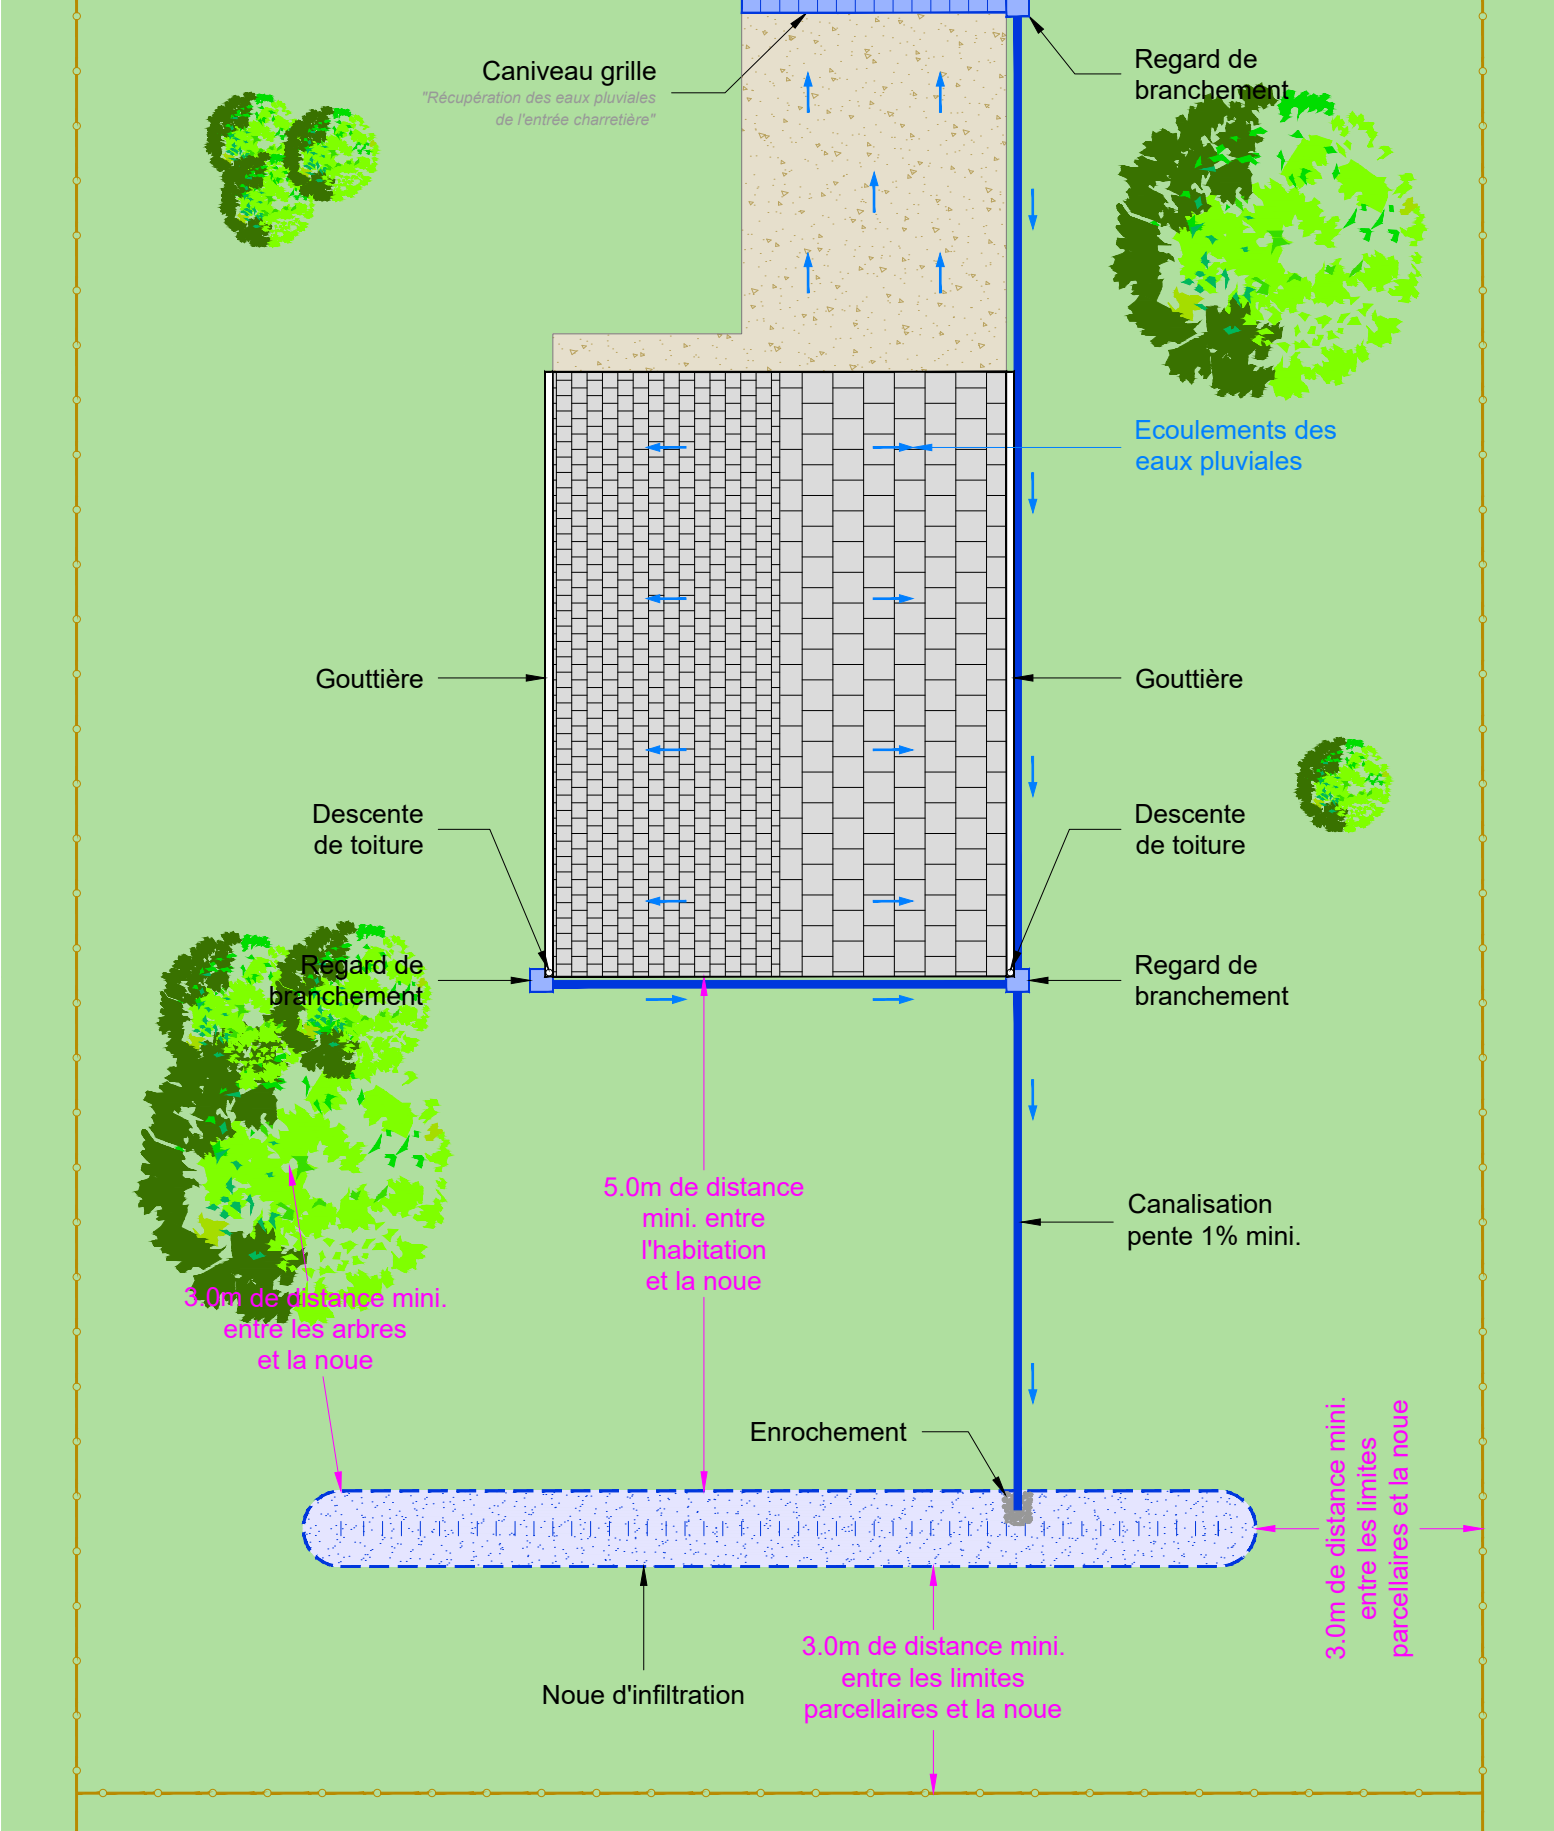 Caniveau grille
"Récupération des eaux pluviales
de l'entrée charretière"
Regard de
branchement
Ecoulements des
eaux pluviales
Gouttière
Gouttière
Descente
de toiture
Descente
de toiture
Regard de
branchement
Regard de
branchement
5.0m de distance
mini. entre
l'habitation
et la noue
Canalisation
pente 1% mini.
3.0m de distance mini.
entre les arbres
et la noue
Enrochement
3.0m de distance mini.
entre les limites
parcellaires et la noue
3.0m de distance mini.
entre les limites
parcellaires et la noue
Noue d'infiltration